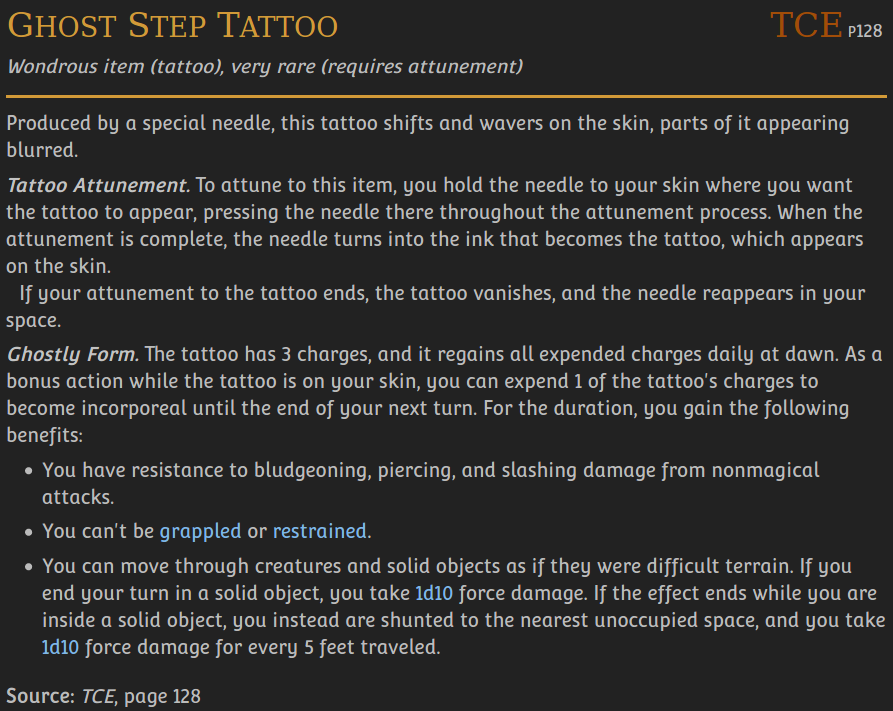 Ghost Step Tattoo TCE P128
Wondrous item (tattoo), very rare (requires attunement)
Produced by a special needle, this tattoo shifts and wavers on the skin, parts of it appearing
blurred.
Tattoo Attunement. To attune to this item, you hold the needle to your skin where you want
the tattoo to appear, pressing the needle there throughout the attunement process. When the
attunement is complete, the needle turns into the ink that becomes the tattoo, which appears
on the skin.
If your attunement to the tattoo ends, the tattoo vanishes, and the needle reappears in your
space.
Ghostly Form. The tattoo has 3 charges, and it regains all expended charges daily at dawn. As a
bonus action while the tattoo is on your skin, you can expend 1 of the tattoo's charges to
become incorporeal until the end of your next turn. For the duration, you gain the following
benefits:
• You have resistance to bludgeoning, piercing, and slashing damage from nonmagical
attacks.
• You can't be grappled or restrained.
• You can move through creatures and solid objects as if they were difficult terrain. If you
end your turn in a solid object, you take 1d10 force damage. If the effect ends while you are
inside a solid object, you instead are shunted to the nearest unoccupied space, and you take
1d10 force damage for every 5 feet traveled.
Source: TCE, page 128